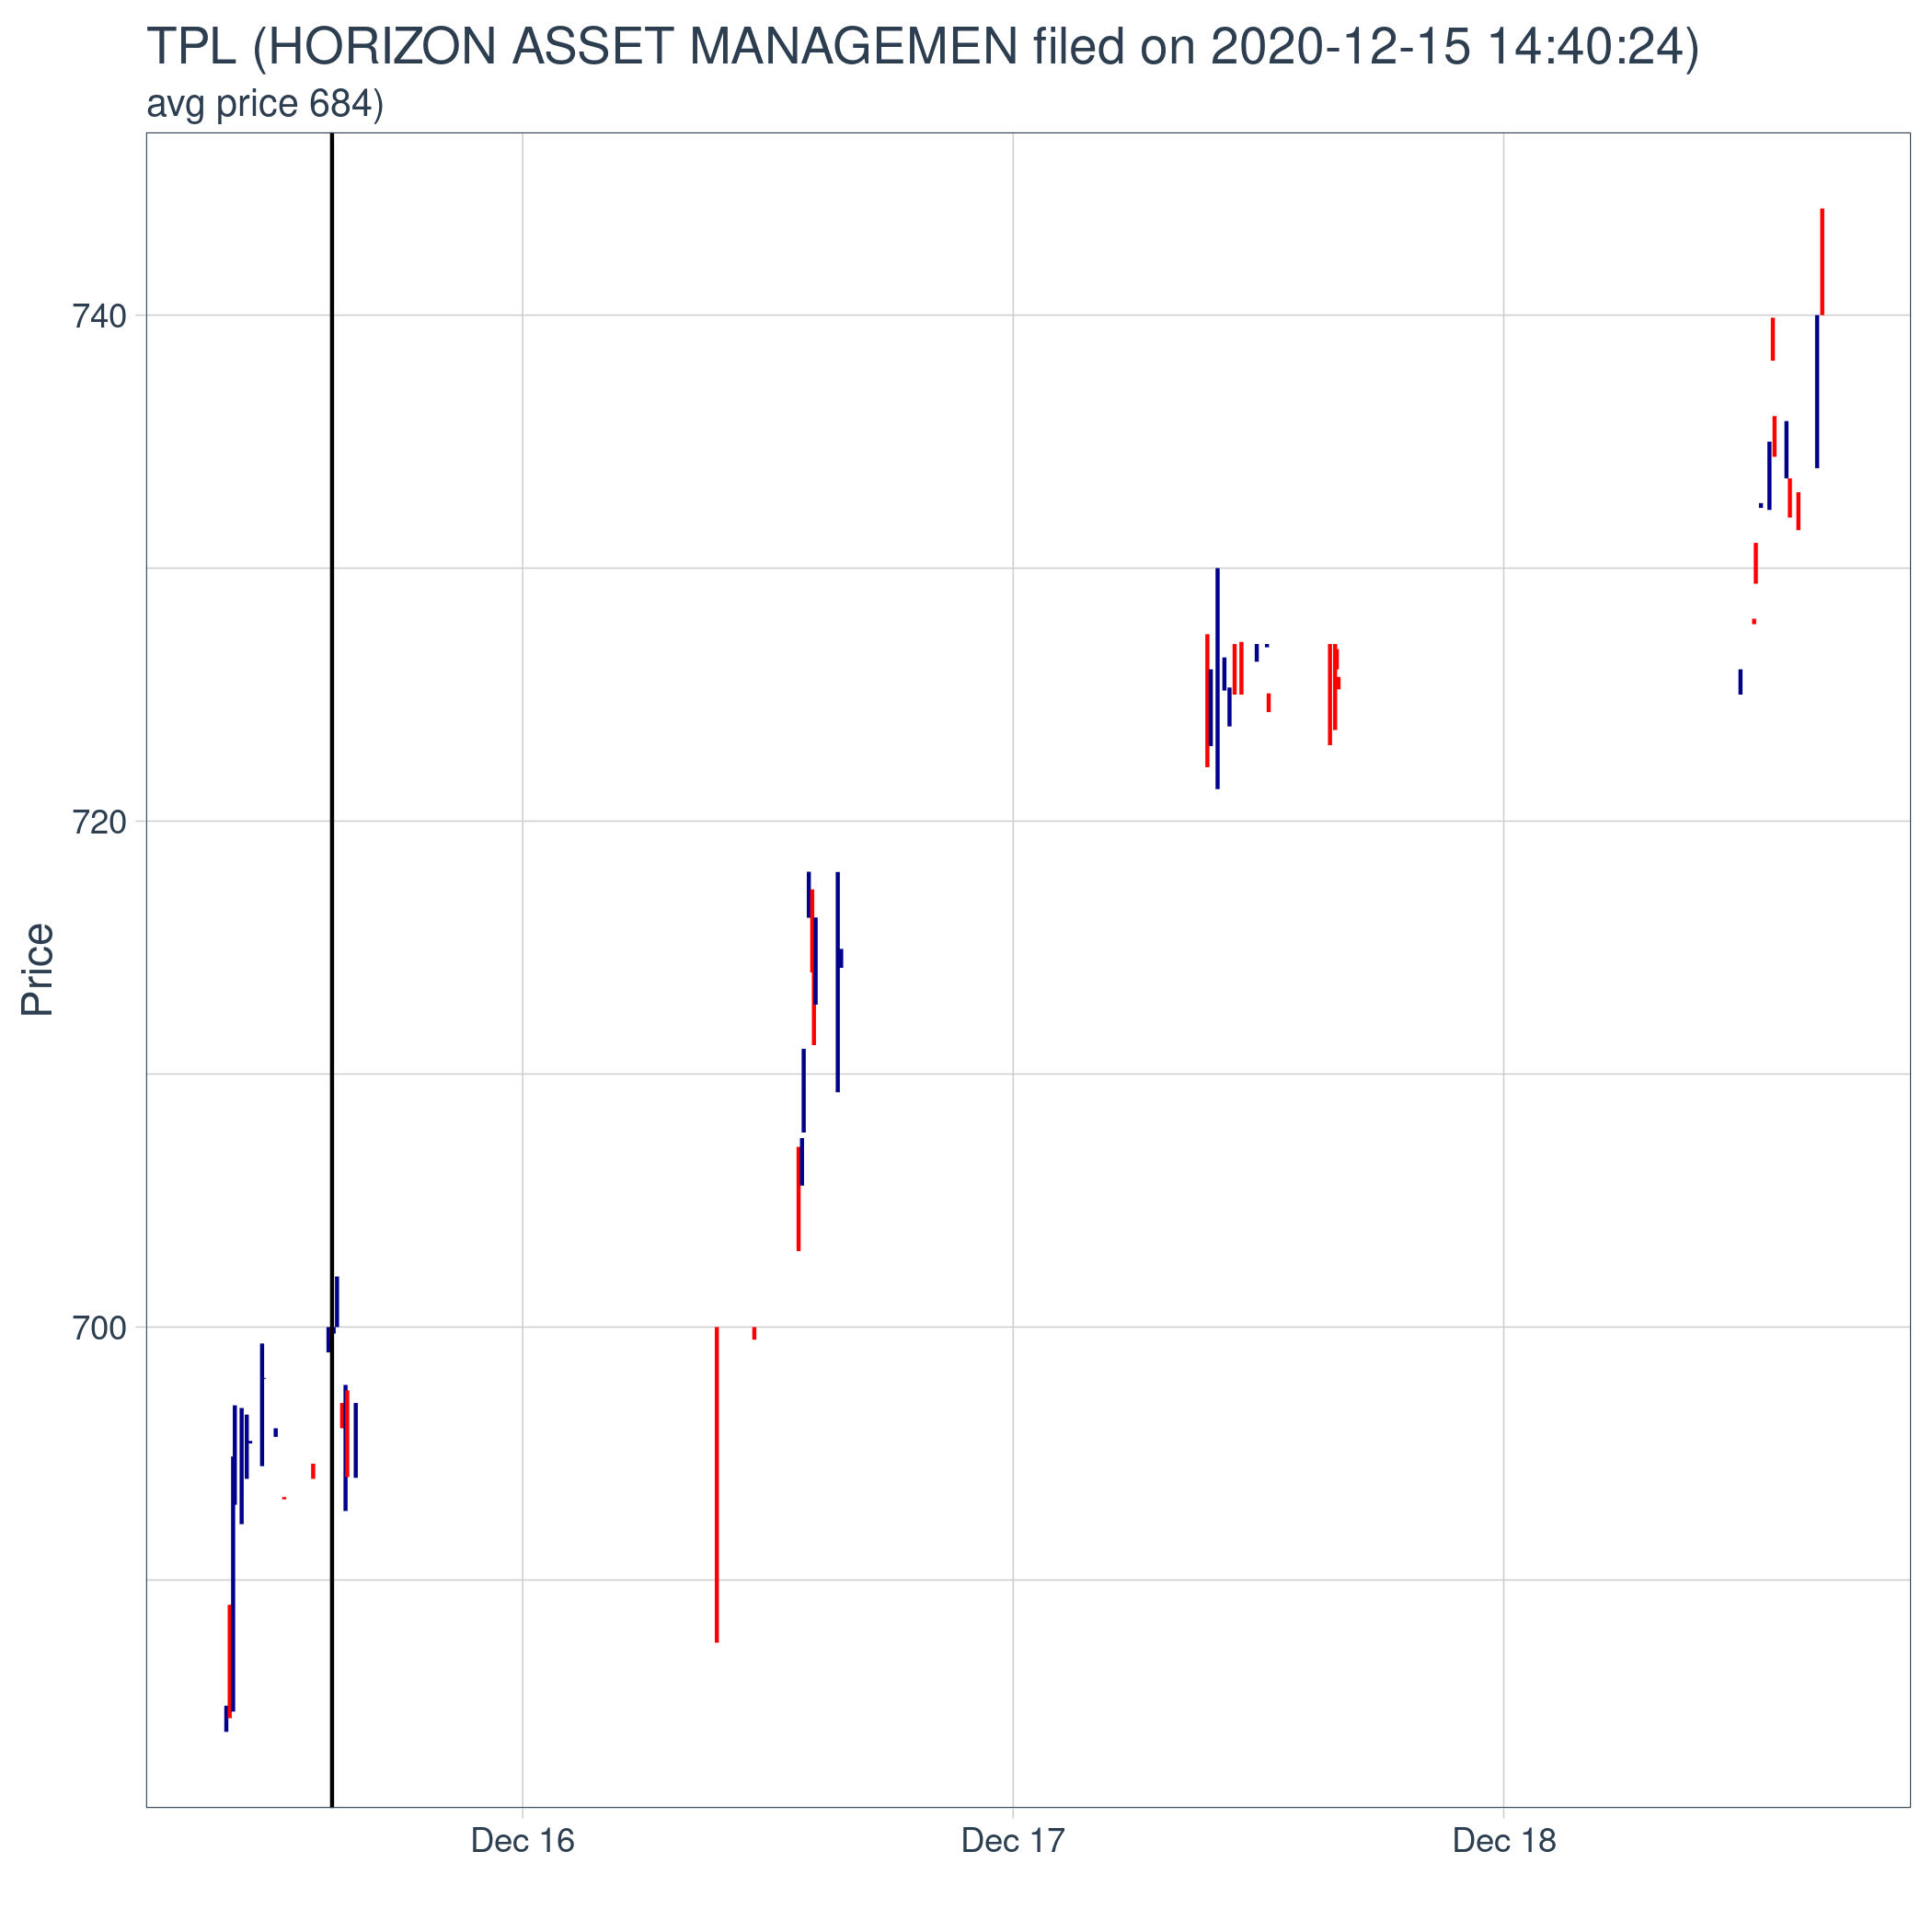 TPL (HORIZON ASSET MANAGEMEN filed on 2020-12-15 14:40:24)
avg price 684)
740
720
700
Price
Dec 16
Dec 17
Dec 18